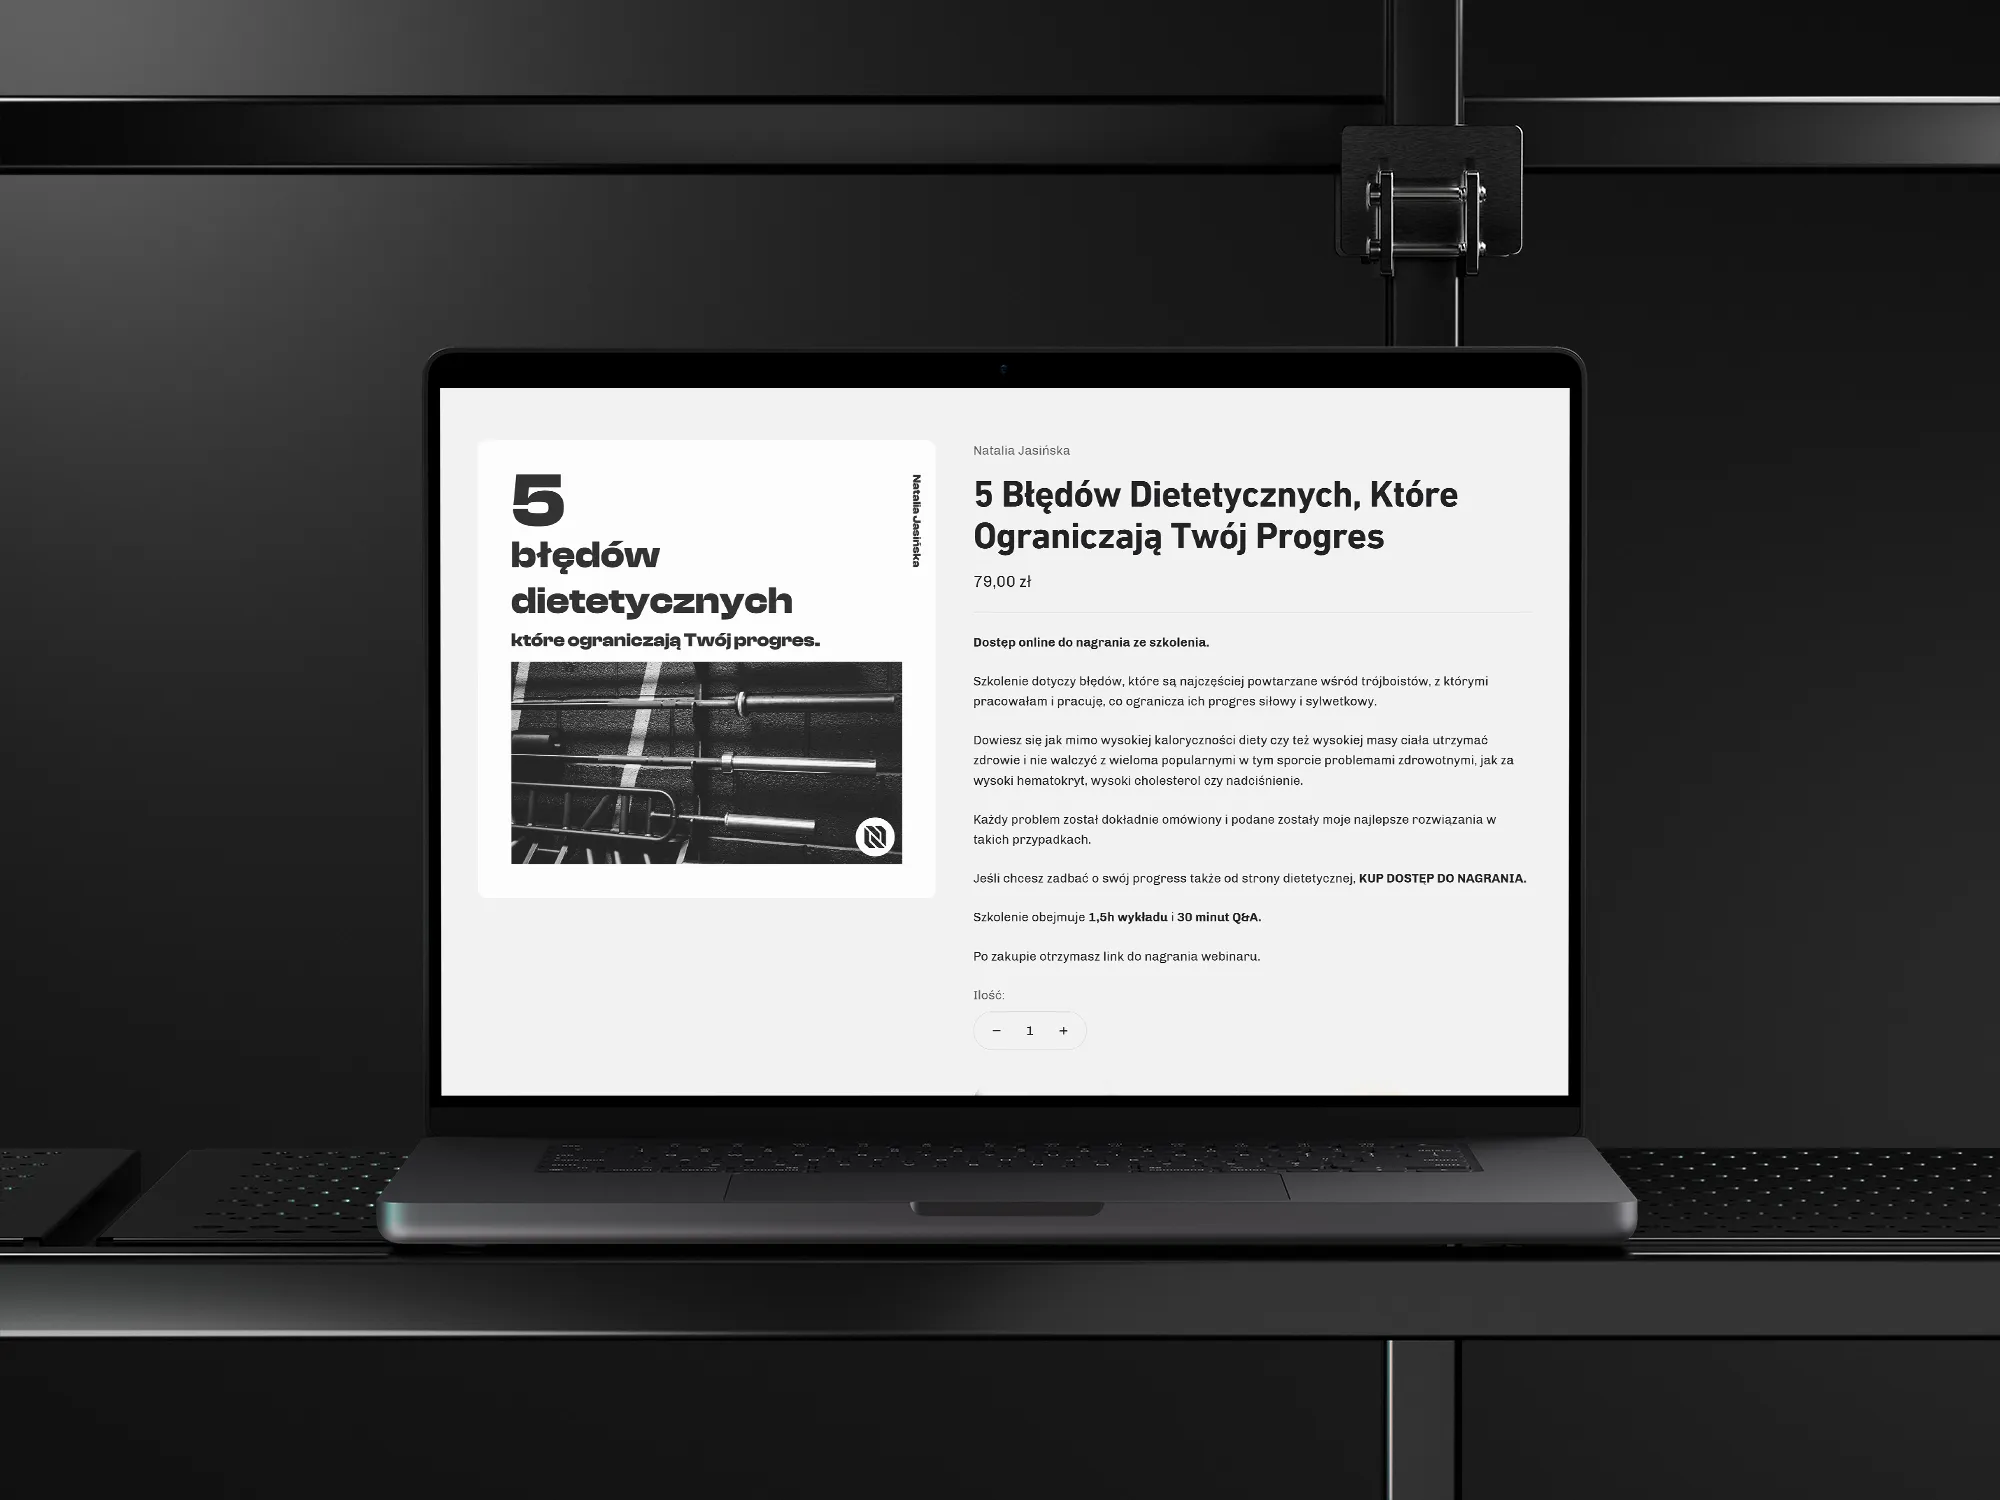 5
błędów
dietetycznych
które ograniczają Twój progres.
Natalia Jasińska
Natalia Jasińska
5 Błędów Dietetycznych, Które
Ograniczają Twój Progres
79,00 zł
Dostęp online do nagrania ze szkolenia.
Szkolenie dotyczy błędów, które są najczęściej powtarzane wśród trójboistów, z którymi
pracowałam i pracuję, co ogranicza ich progres siłowy i sylwetkowy.
Dowiesz się jak mimo wysokiej kaloryczności diety czy też wysokiej masy ciała utrzymać
zdrowie i nie walczyć z wieloma popularnymi w tym sporcie problemami zdrowotnymi, jak za
wysoki hematokryt, wysoki cholesterol czy nadciśnienie.
Każdy problem został dokładnie omówiony i podane zostały moje najlepsze rozwiązania w
takich przypadkach.
Jeśli chcesz zadbać o swój progress także od strony dietetycznej, KUP DOSTĘP DO NAGRANIA.
Szkolenie obejmuje 1,5h wykładu i 30 minut Q&A.
Po zakupie otrzymasz link do nagrania webinaru.
Ilość:
− 1 +